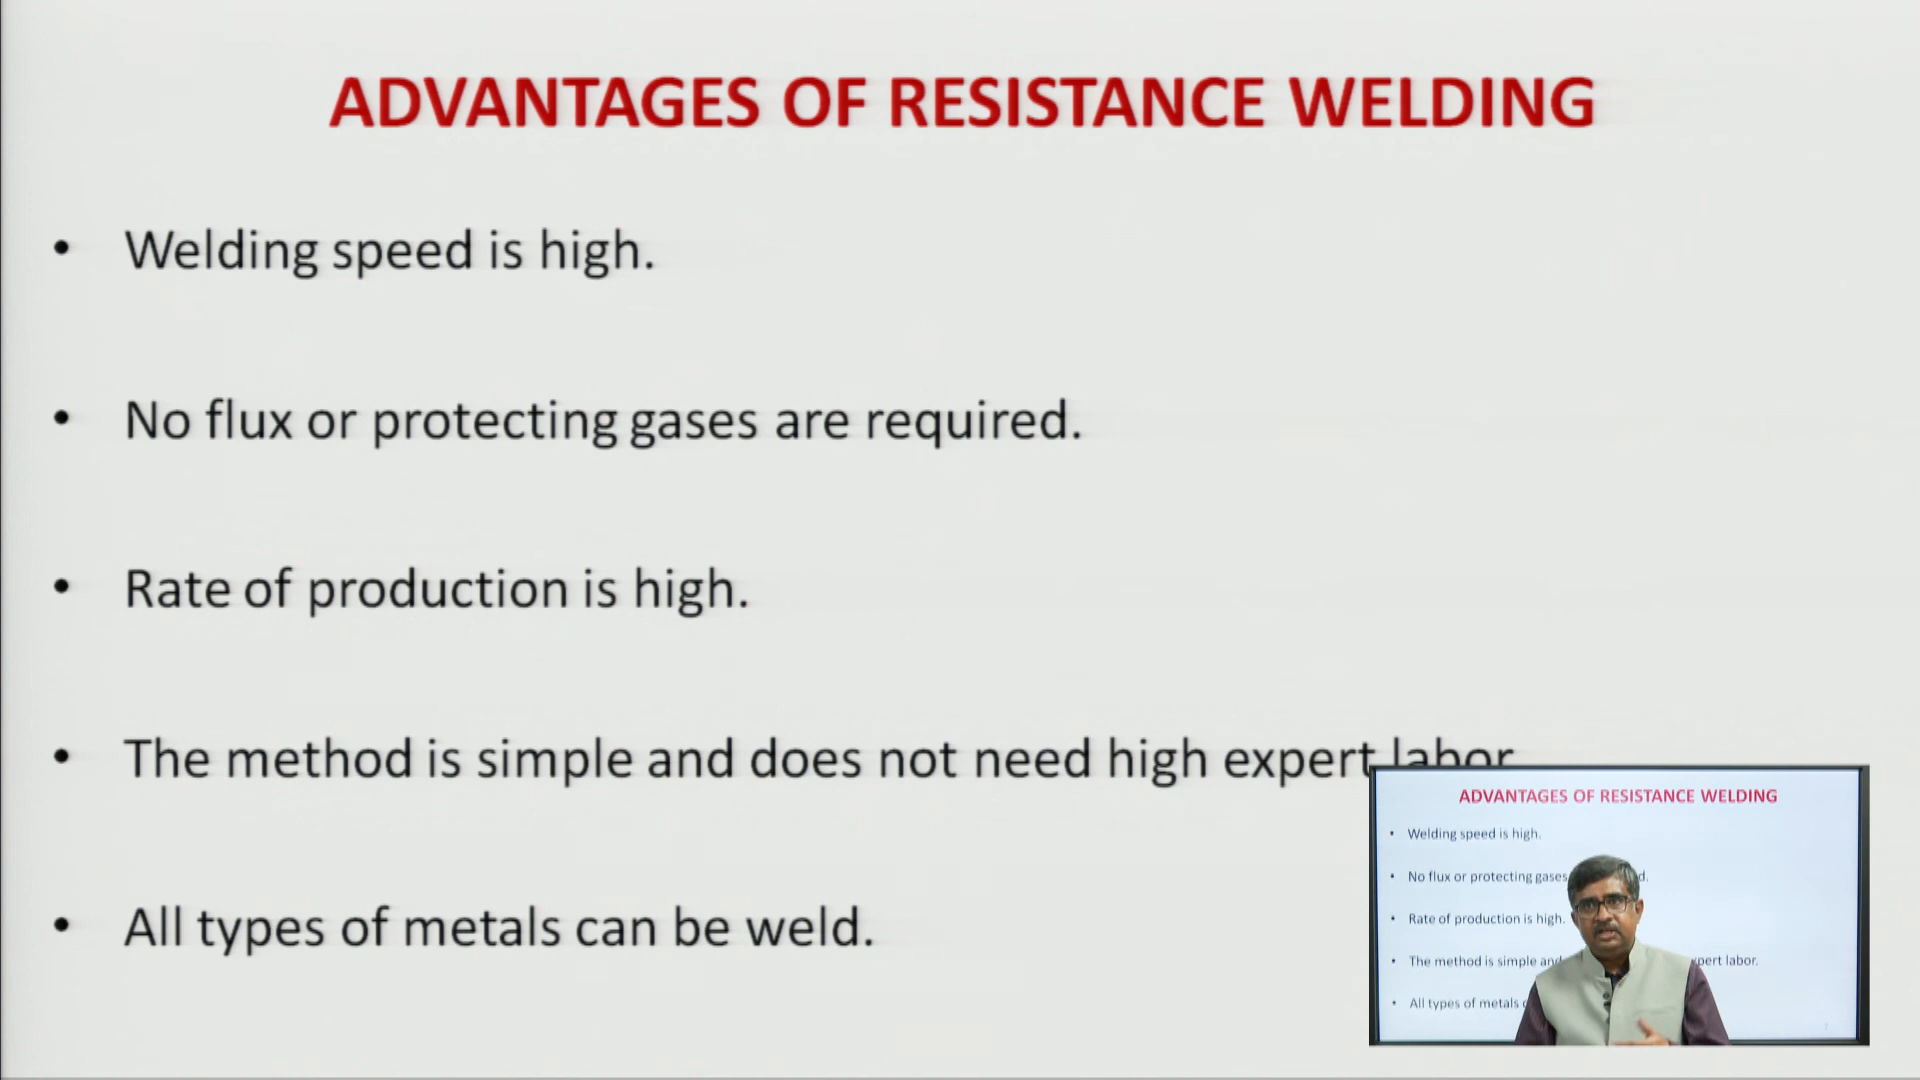 ADVANTAGES OF RESISTANCE WELDING
• Welding speed is high.
• No flux or protecting gases are required.
• Rate of production is high.
• The method is simple and does not need high expert labor
• All types of metals can be weld.
ADVANTAGES OF RESISTANCE WELDING
• Welding speed is high.
• No flux or protecting gases d.
• Rate of production is high.
• The method is simple and pert labor.
• All types of metals